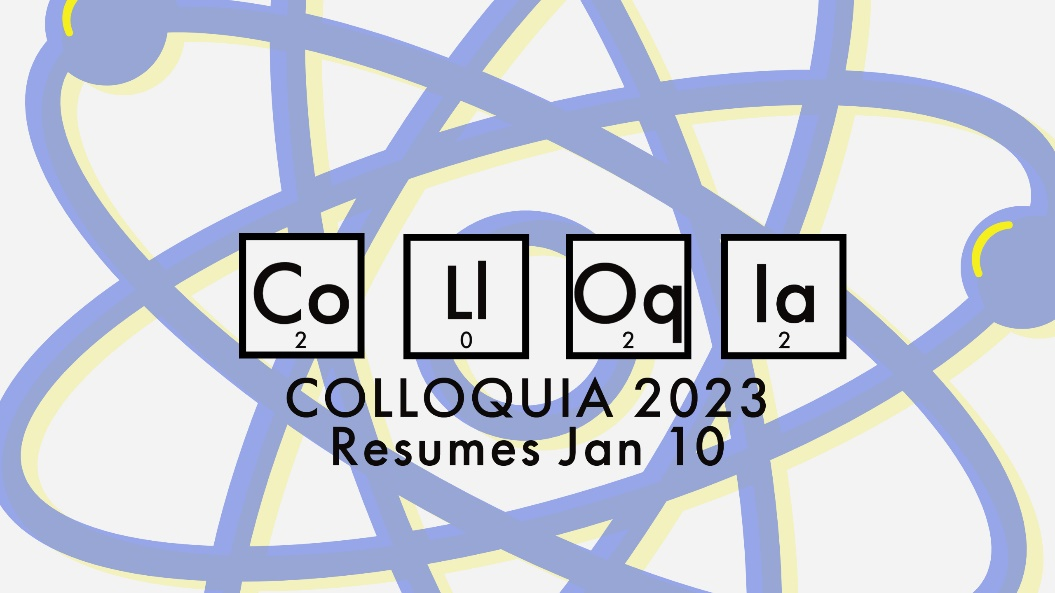 Co Ll Oq Ia
2 0 2 2
COLLOQUIA 2023
Resumes Jan 10